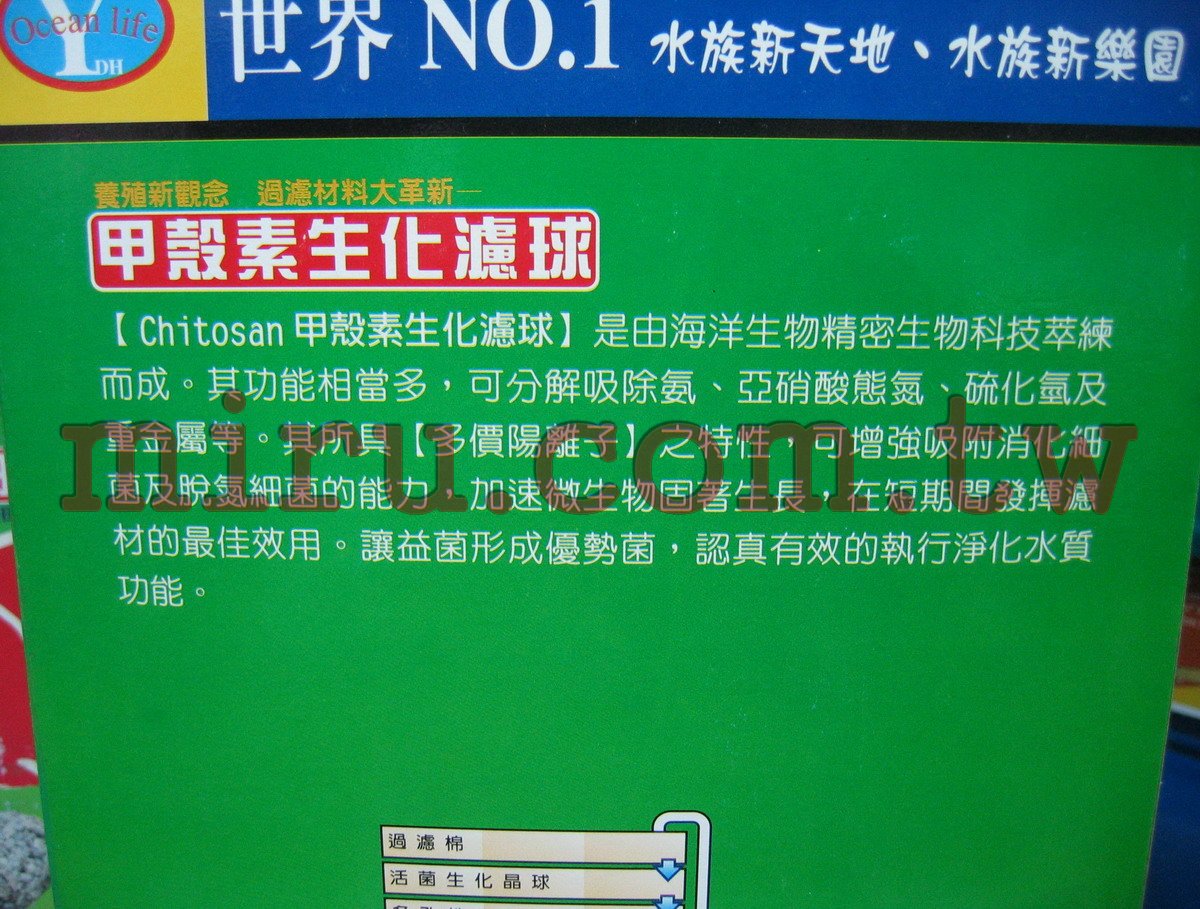 Ocean life
Y
DH
世界 NO.1 水族新天地、水族新樂園
養殖新觀念 過濾材料大革新—
甲殼素生化濾球
【Chitosan 甲殼素生化濾球】是由海洋生物精密生物科技萃練
而成。其功能相當多，可分解吸除氨、亞硝酸態氮、硫化氫及
重金屬等。其所具【多價陽離子】之特性，可增強吸附消化細
菌及脫氮細菌的能力，加速微生物固著生長，在短期間發揮濾
材的最佳效用。讓益菌形成優勢菌，認真有效的執行淨化水質
功能。
miru.com.tw
過濾棉
活菌生化晶球